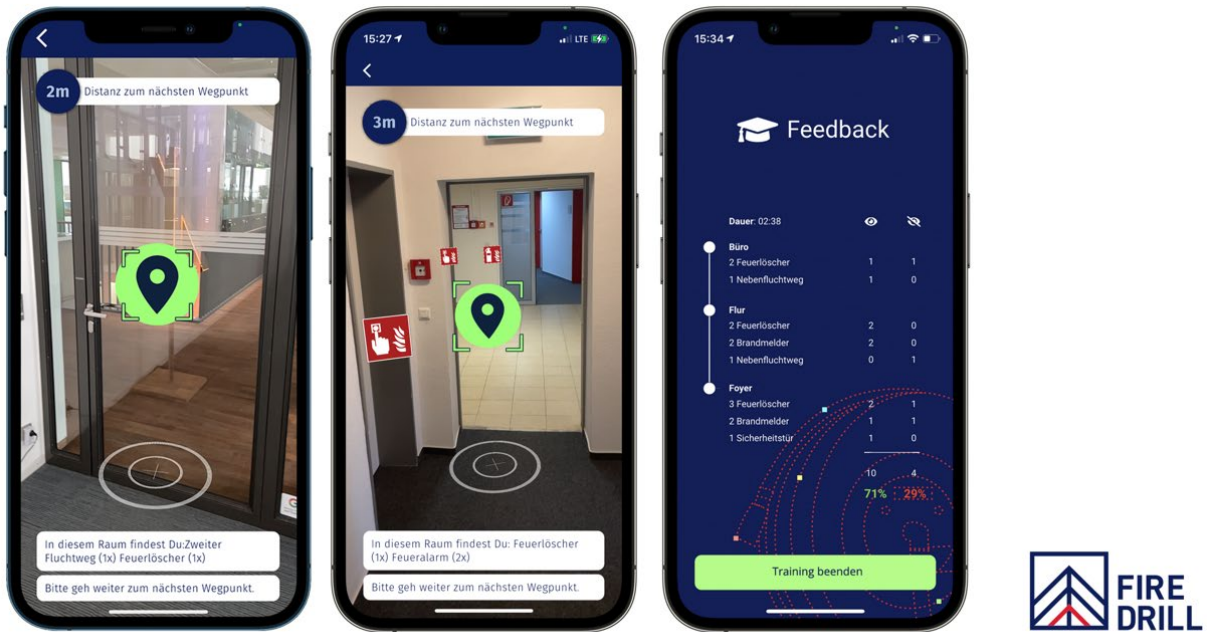 2m
Distanz zum nächsten Wegpunkt
In diesem Raum findest Du:Zweiter
Fluchtweg (1x) Feuerlöscher (1x)
Bitte geh weiter zum nächsten Wegpunkt.
15:27
LTE
3m
Distanz zum nächsten Wegpunkt
In diesem Raum findest Du: Feuerlöscher
(1x) Feueralarm (2x)
Bitte geh weiter zum nächsten Wegpunkt.
15:34
Feedback
Dauer: 02:38
Büro
2 Feuerlöscher 1 1
1 Nebenfluchtweg 1 0
Flur
2 Feuerlöscher 2 0
2 Brandmelder 2 0
1 Nebenfluchtweg 0 1
Foyer
3 Feuerlöscher 2 1
2 Brandmelder 1 1
1 Sicherheitstür 1 0
10 4
71% 29%
Training beenden
FIRE
DRILL